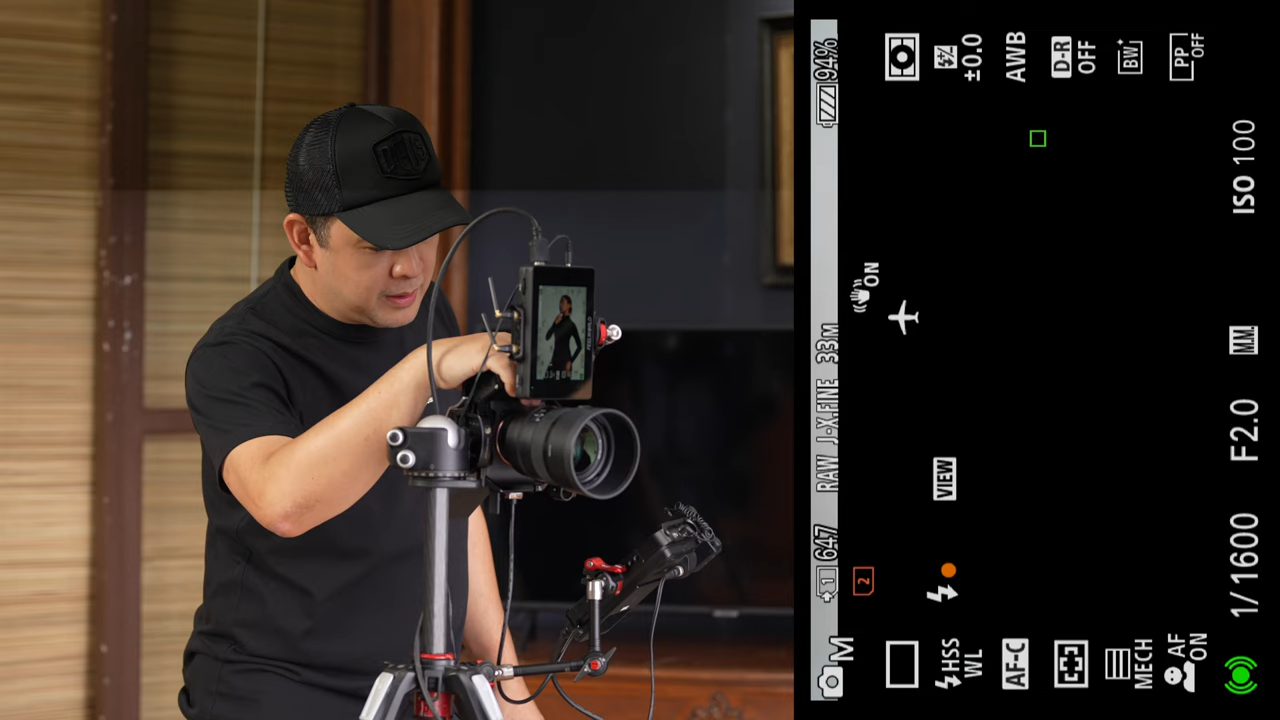 M 1 647 RAW J-X.FINE 33M 94%
2 ON
HSS VIEW
WL ±0.0
AF-C AWB
D-R
OFF
MECH BW+
AF ON PP OFF
1/1600 F2.0 M.M. ISO 100